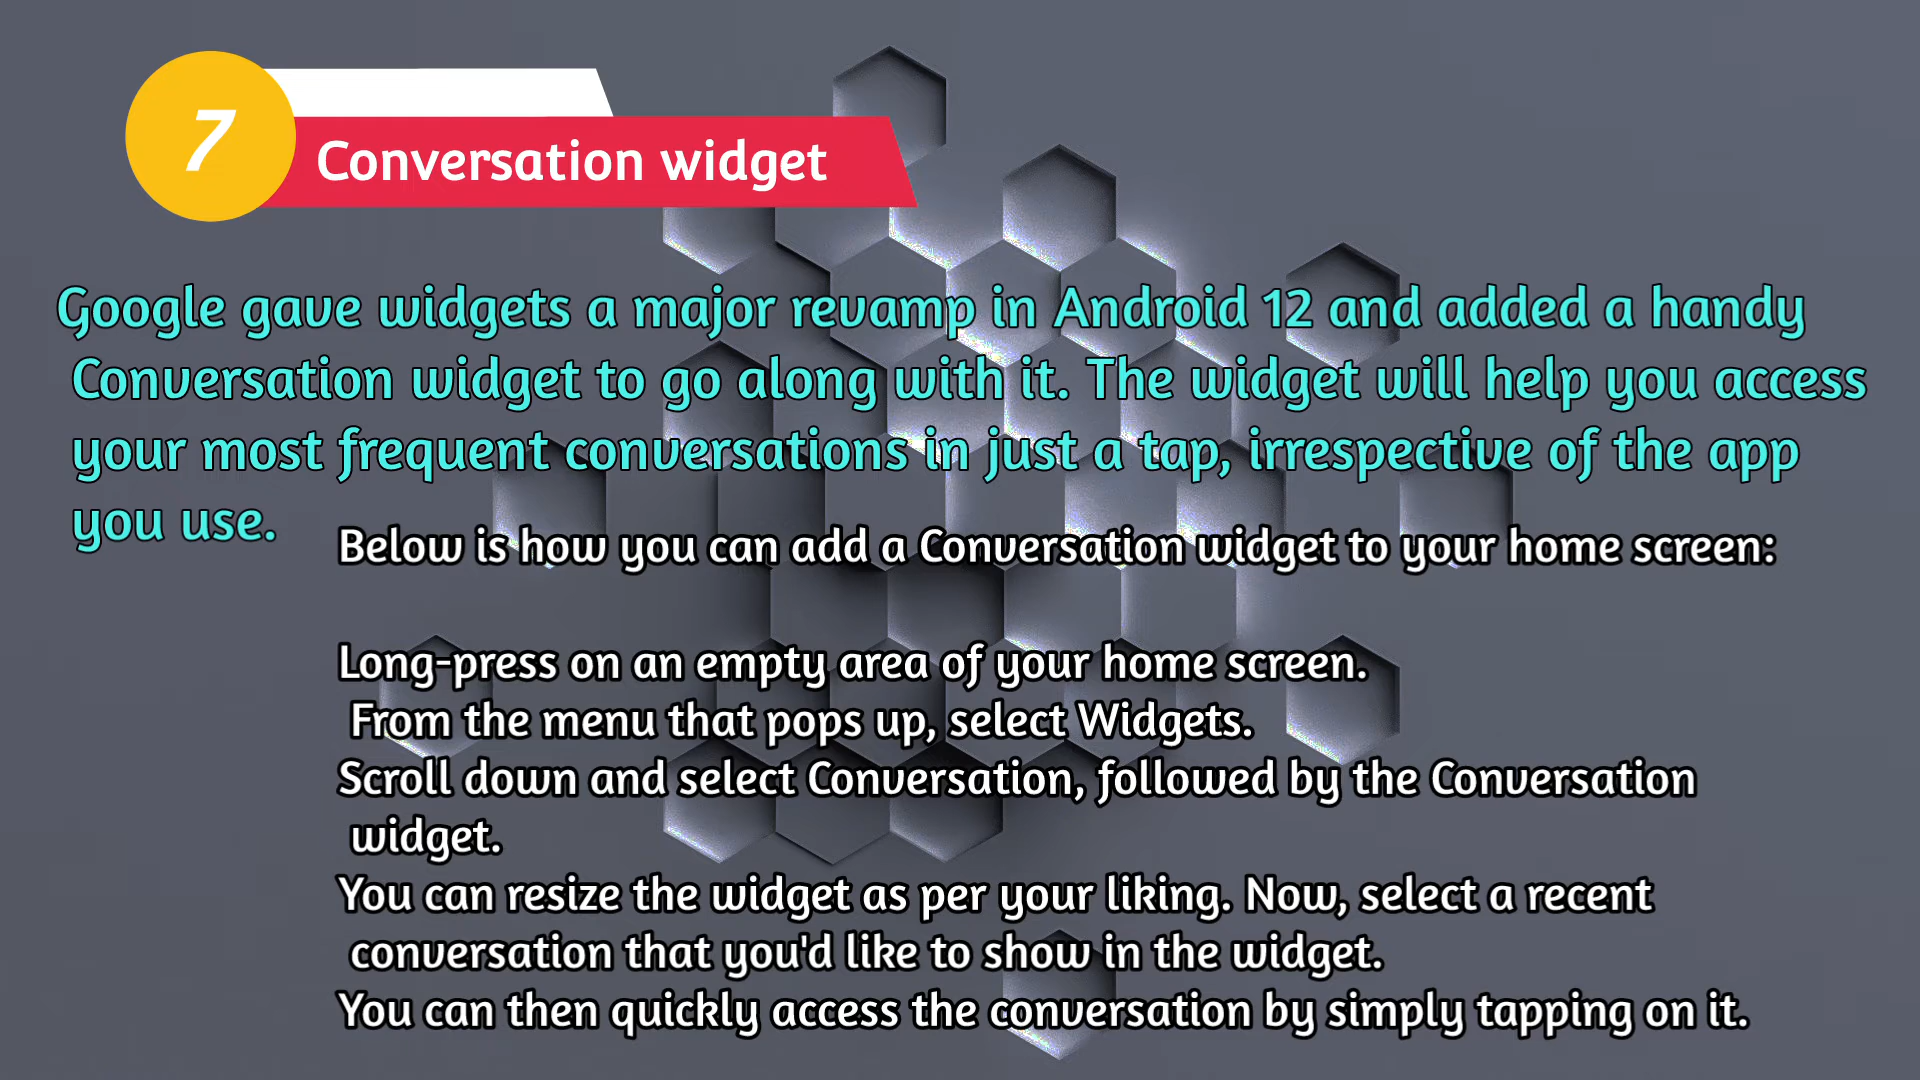 7
Conversation widget
Google gave widgets a major revamp in Android 12 and added a handy
Conversation widget to go along with it. The widget will help you access
your most frequent conversations in just a tap, irrespective of the app
you use.
Below is how you can add a Conversation widget to your home screen:
Long-press on an empty area of your home screen.
From the menu that pops up, select Widgets.
Scroll down and select Conversation, followed by the Conversation
widget.
You can resize the widget as per your liking. Now, select a recent
conversation that you'd like to show in the widget.
You can then quickly access the conversation by simply tapping on it.